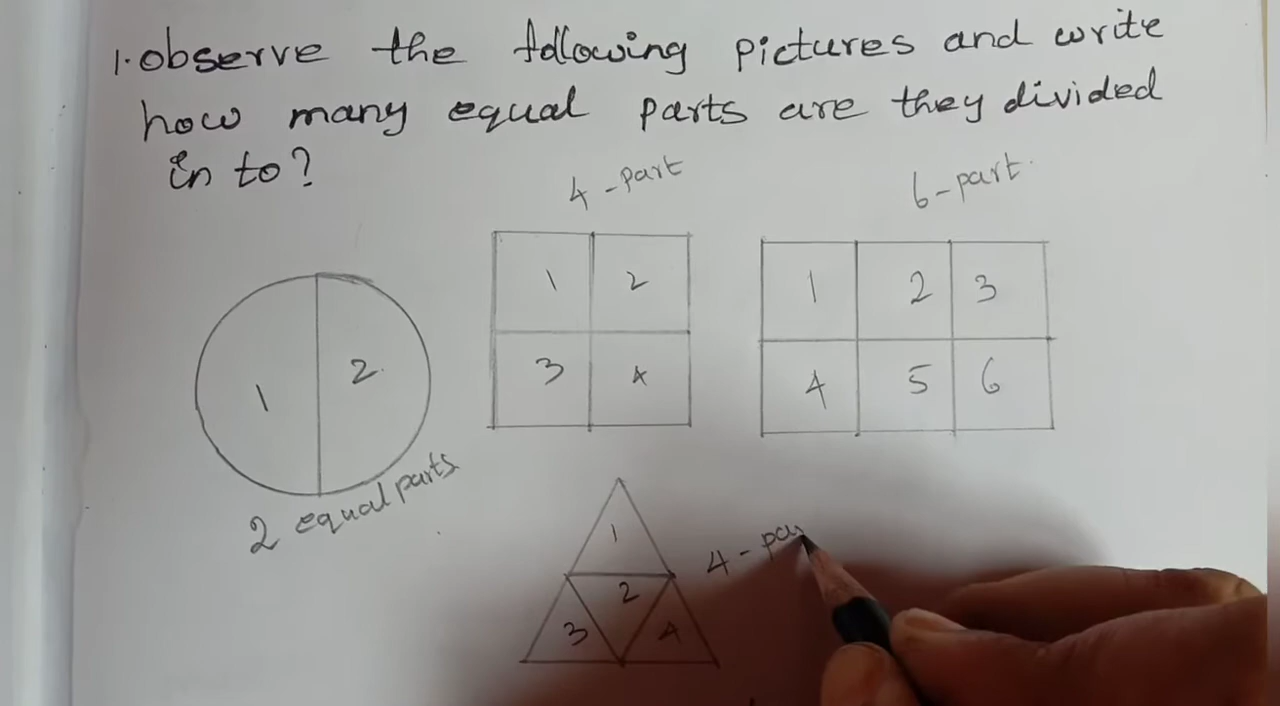 1. observe the following pictures and write
how many equal parts are they divided
in to?
4 - part
6 - part.
1 2
1 2 3
1 2
3 4
4 5 6
2 equal parts
1
4 - par
2
3 4